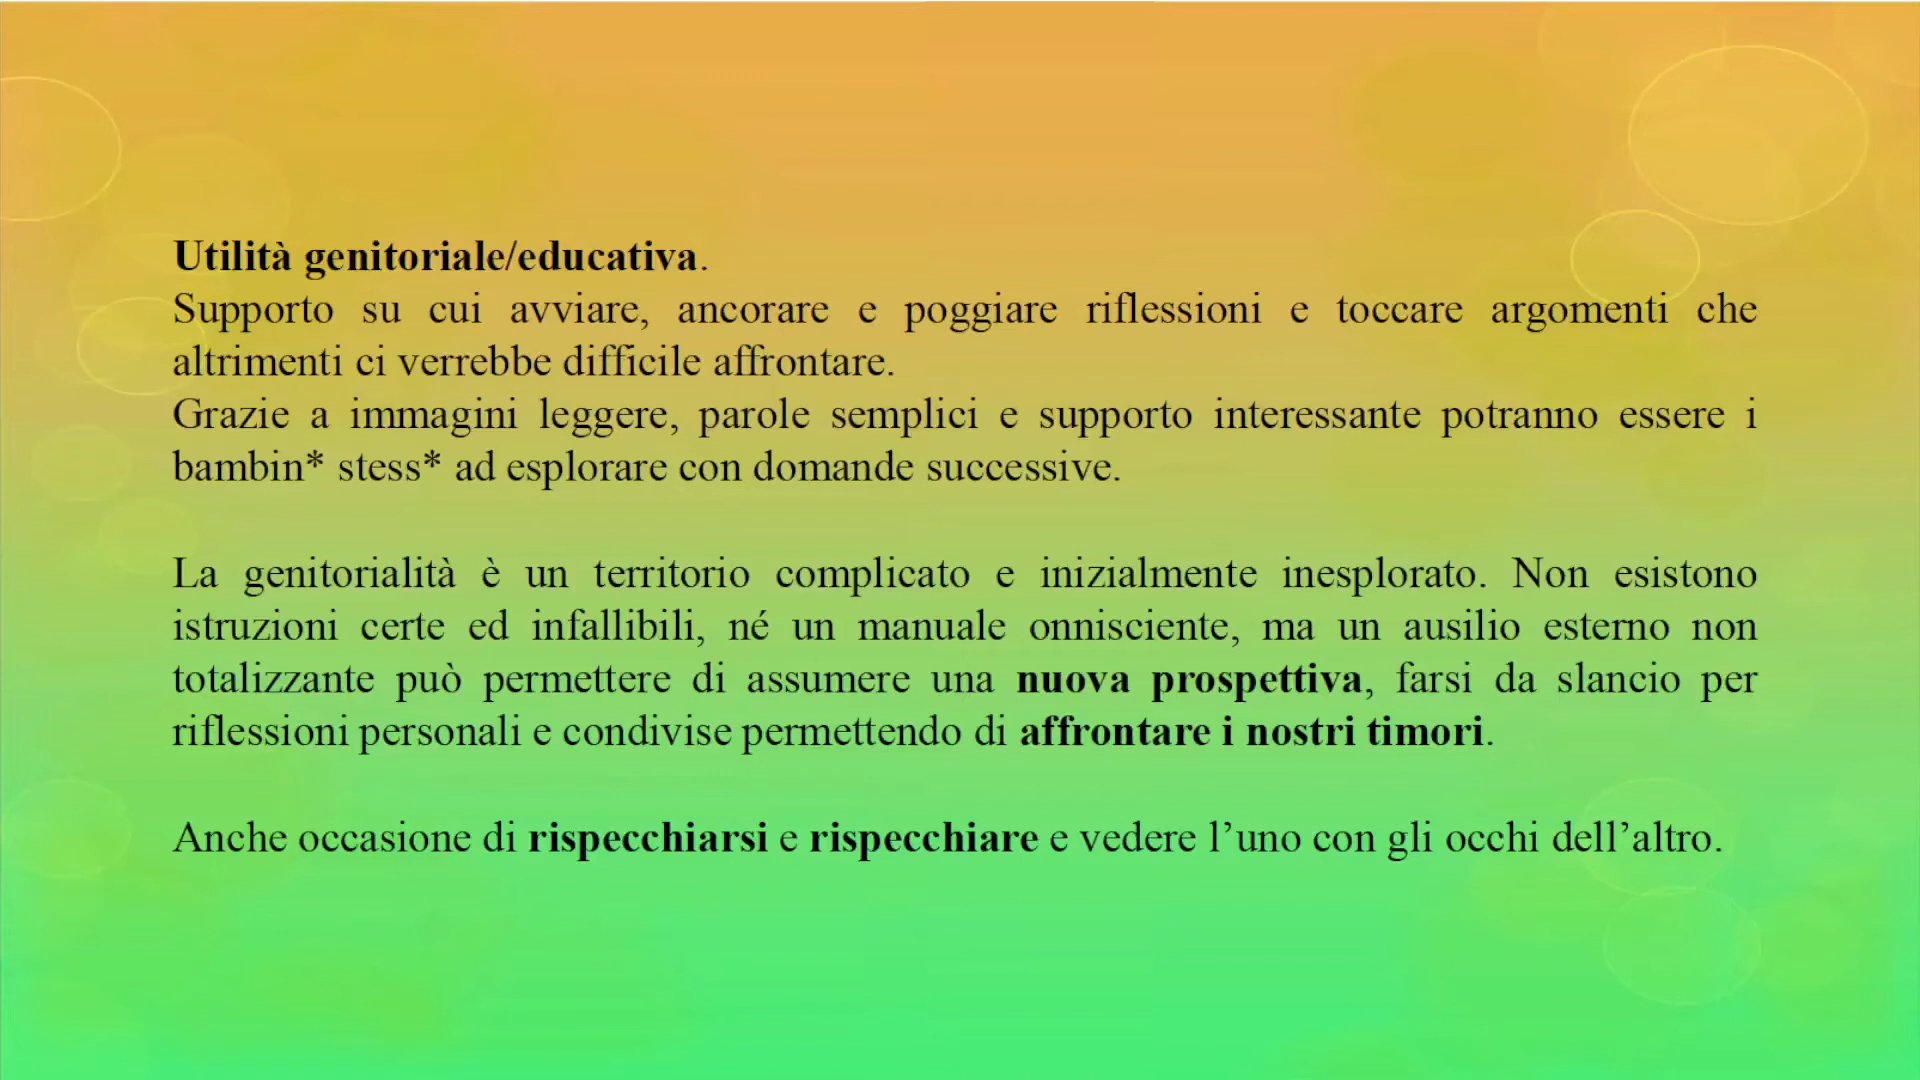 Utilità genitoriale/educativa.
Supporto su cui avviare, ancorare e poggiare riflessioni e toccare argomenti che
altrimenti ci verrebbe difficile affrontare.
Grazie a immagini leggere, parole semplici e supporto interessante potranno essere i
bambin* stess* ad esplorare con domande successive.
La genitorialità è un territorio complicato e inizialmente inesplorato. Non esistono
istruzioni certe ed infallibili, né un manuale onnisciente, ma un ausilio esterno non
totalizzante può permettere di assumere una nuova prospettiva, farsi da slancio per
riflessioni personali e condivise permettendo di affrontare i nostri timori.
Anche occasione di rispecchiarsi e rispecchiare e vedere l’uno con gli occhi dell’altro.